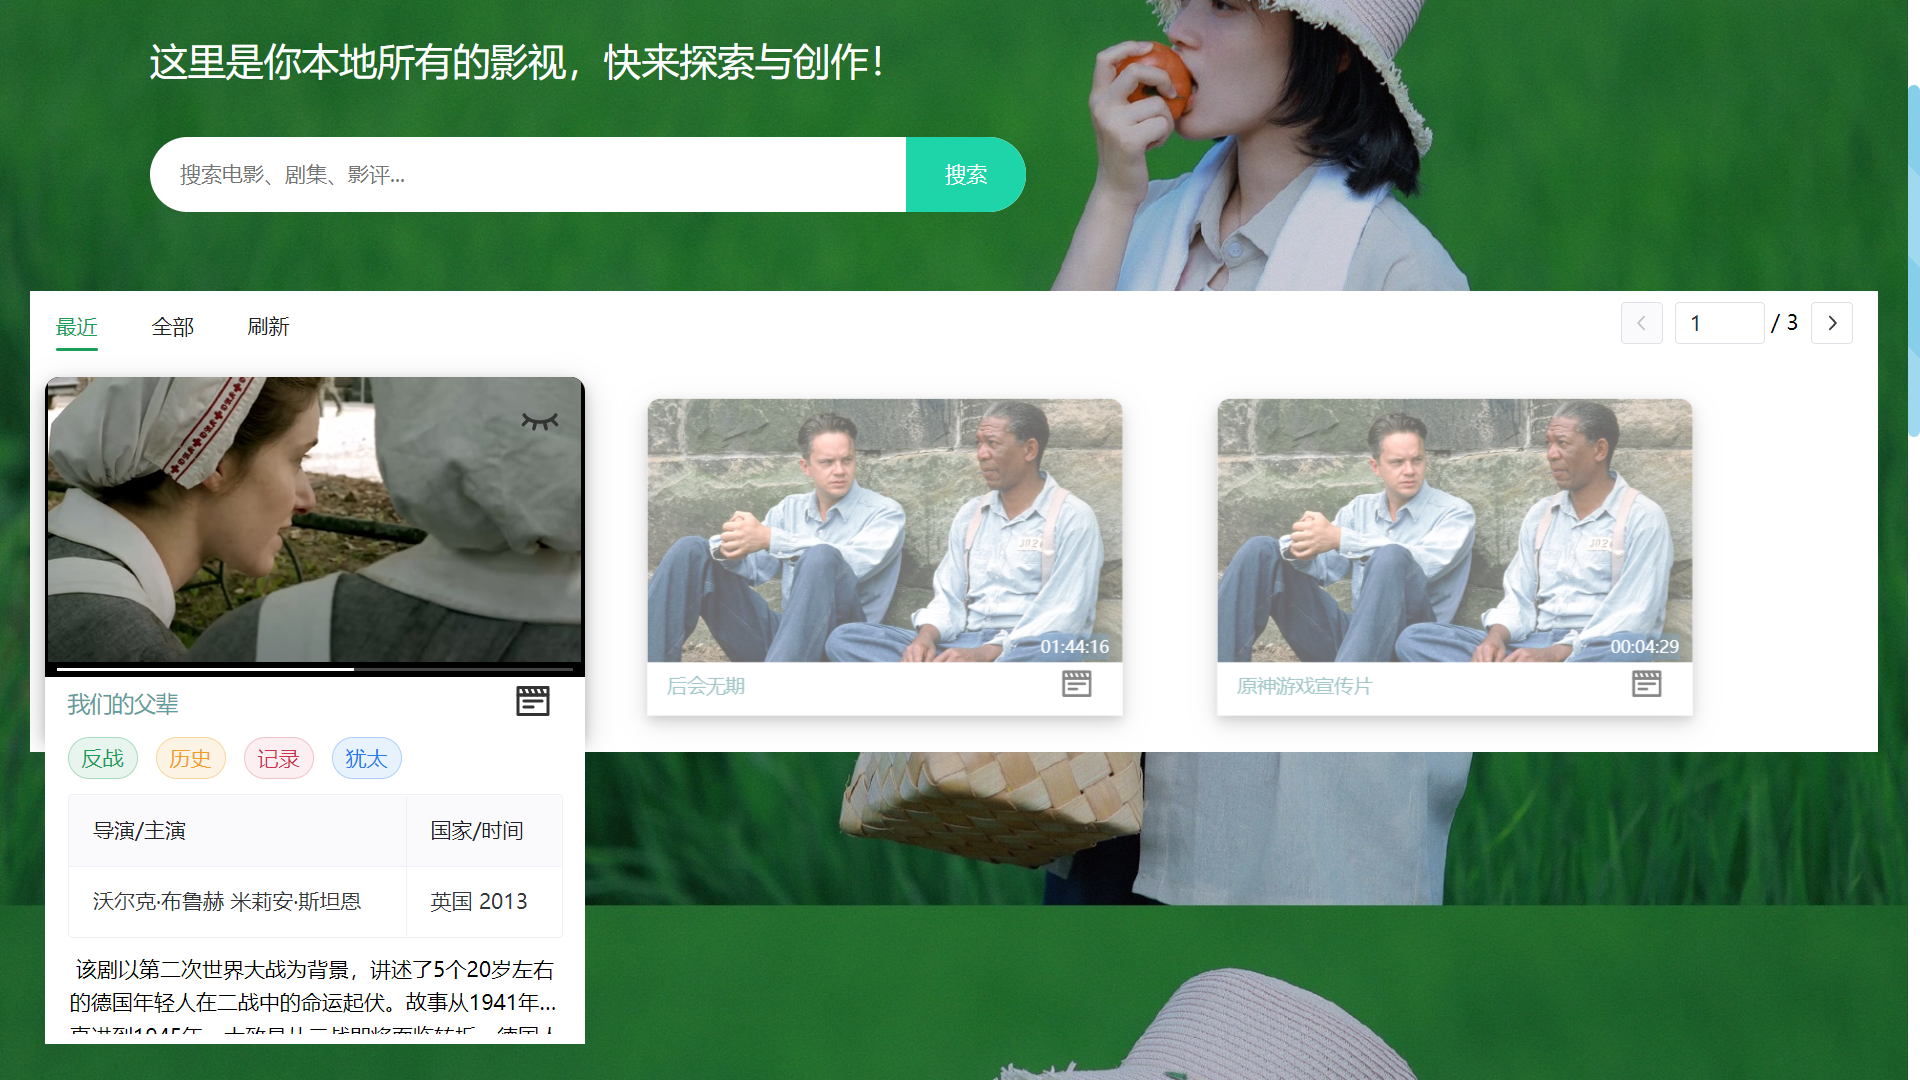 这里是你本地所有的影视，快来探索与创作！
搜索电影、剧集、影评...
搜索
最近
全部
刷新
1
/ 3
01:44:16
00:04:29
后会无期
原神游戏宣传片
我们的父辈
反战
历史
记录
犹太
导演/主演
国家/时间
沃尔克·布鲁赫 米莉安·斯坦恩
英国 2013
该剧以第二次世界大战为背景，讲述了5个20岁左右
的德国年轻人在二战中的命运起伏。故事从1941年...